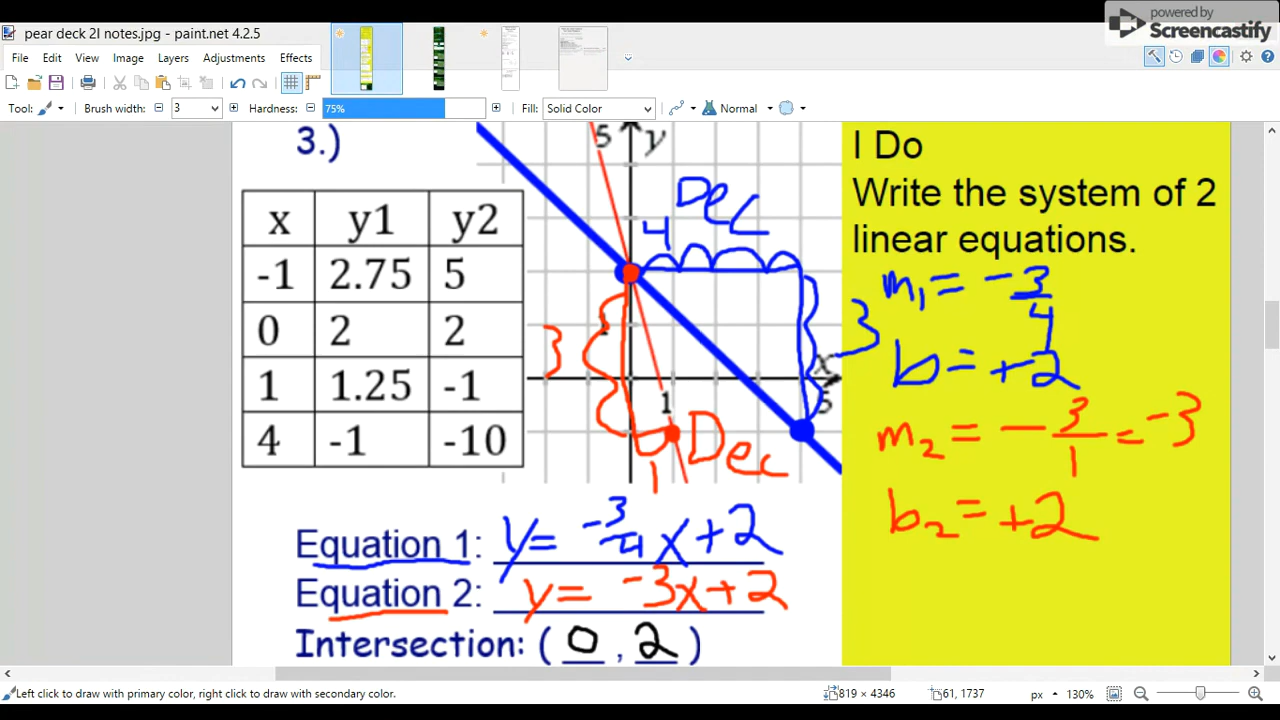 pear deck 2l notes.jpg - paint.net 4.2.5
powered by
Screencastify
File Edit View Image Layers Adjustments Effects
Tool: Brush width: 3 Hardness: 75% Fill: Solid Color Normal
3.)
x y1 y2
-1 2.75 5
0 2 2
1 1.25 -1
4 -1 -10
5 y
Dec
4
3
3
x
1
5
Dec
1
I Do
Write the system of 2
linear equations.
m1 = -3/4
b = +2
m2 = -3/1 = -3
b2 = +2
Equation 1: y = -3/4 x + 2
Equation 2: y = -3x + 2
Intersection: ( 0 , 2 )
Left click to draw with primary color, right click to draw with secondary color.
819 × 4346 61, 1737 px 130%